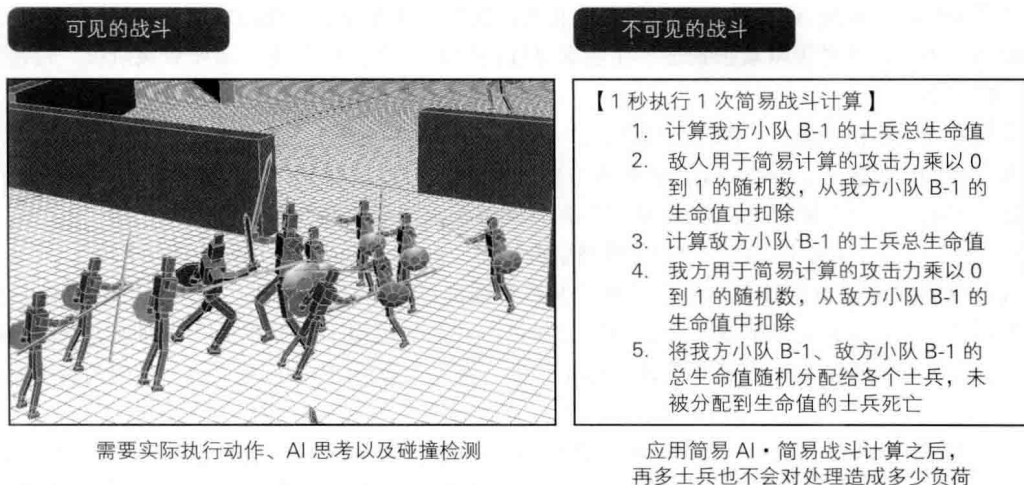 可见的战斗
不可见的战斗
【1秒执行1次简易战斗计算】
1. 计算我方小队 B-1 的士兵总生命值
2. 敌人用于简易计算的攻击力乘以 0
到 1 的随机数，从我方小队 B-1 的
生命值中扣除
3. 计算敌方小队 B-1 的士兵总生命值
4. 我方用于简易计算的攻击力乘以 0
到 1 的随机数，从敌方小队 B-1 的
生命值中扣除
5. 将我方小队 B-1、敌方小队 B-1 的
总生命值随机分配给各个士兵，未
被分配到生命值的士兵死亡
需要实际执行动作、AI 思考以及碰撞检测
应用简易 AI・简易战斗计算之后，
再多士兵也不会对处理造成多少负荷